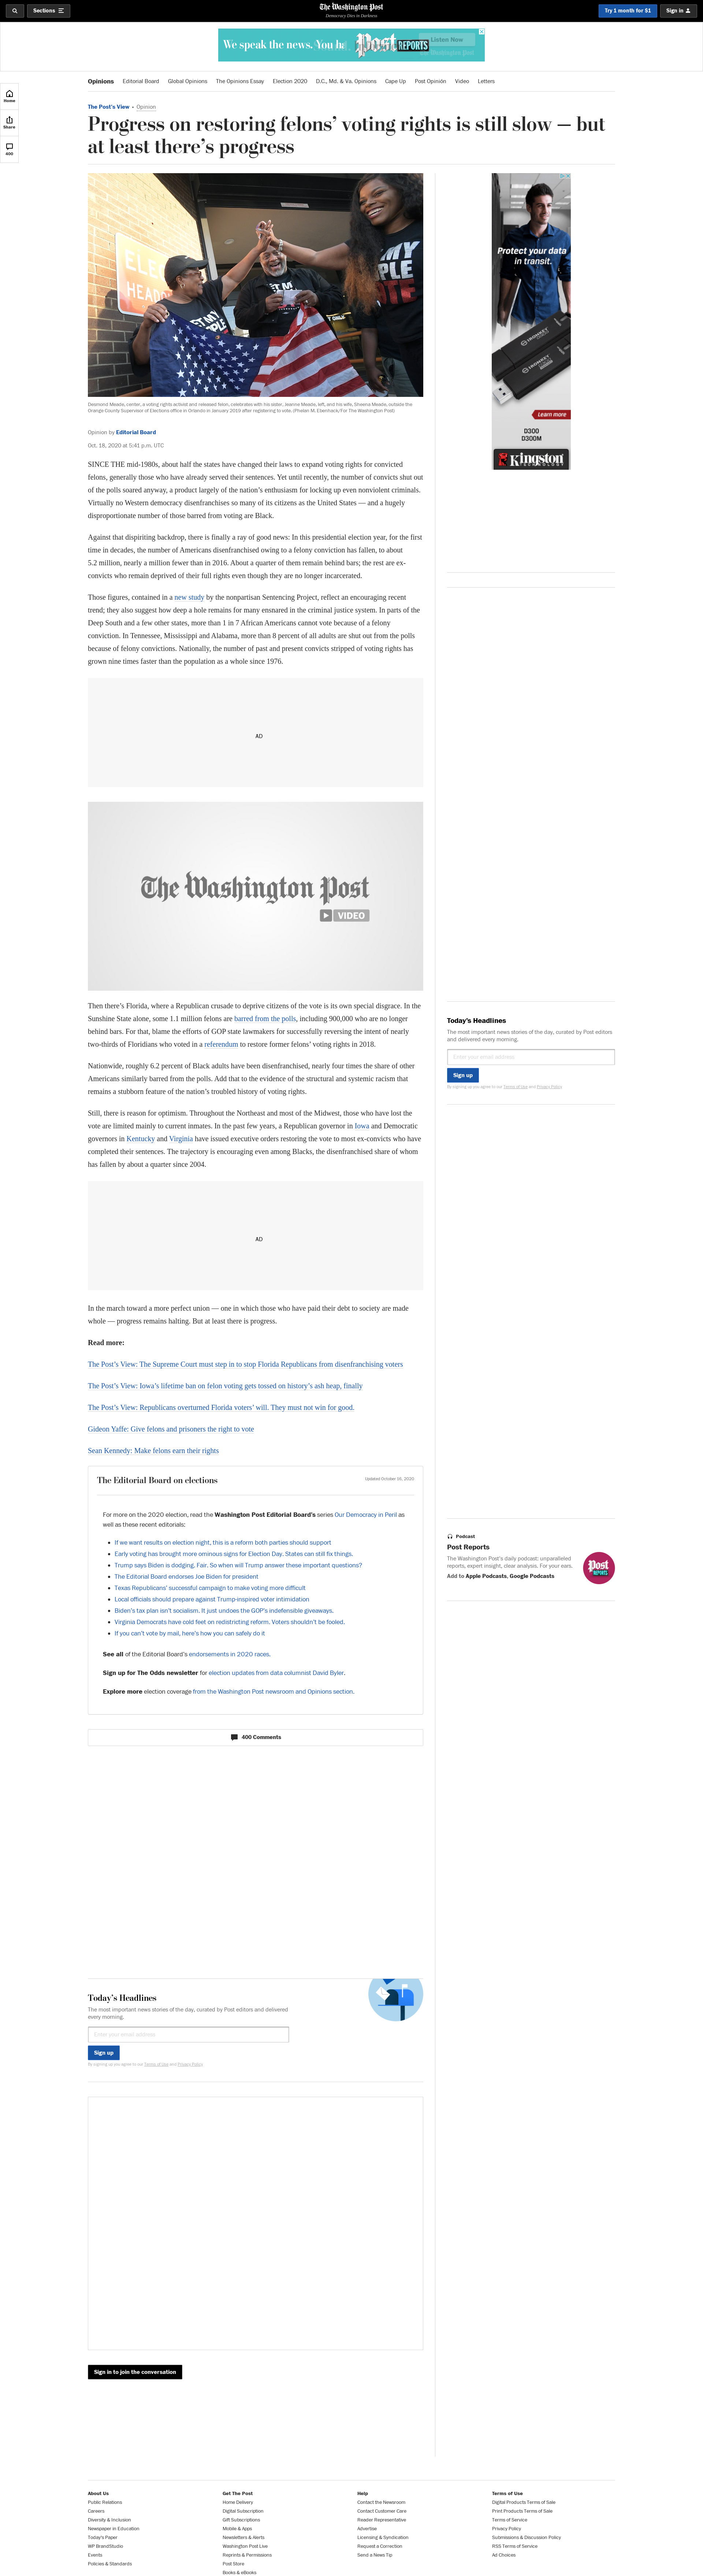 Sections
The Washington Post
Democracy Dies in Darkness
Try 1 month for $1
Sign in
We speak the news. You
Post REPORTS
Listen Now
Washington Post
Home
Share
400
Opinions
Editorial Board
Global Opinions
The Opinions Essay
Election 2020
D.C., Md. & Va. Opinions
Cape Up
Post Opinión
Video
Letters
The Post's View • Opinion
Progress on restoring felons’ voting rights is still slow — but
at least there’s progress
Desmond Meade, center, a voting rights activist and released felon, celebrates with his sister, Jeanne Meade, left, and his wife, Sheena Meade, outside the
Orange County Supervisor of Elections office in Orlando in January 2019 after registering to vote. (Phelan M. Ebenhack/For The Washington Post)
Opinion by Editorial Board
Oct. 16, 2020 at 5:41 p.m. UTC
SINCE THE mid-1980s, about half the states have changed their laws to expand voting rights for convicted
felons, generally those who have already served their sentences. Yet until recently, the number of convicts shut out
of the polls soared anyway, a product largely of the nation’s enthusiasm for locking up even nonviolent criminals.
Virtually no Western democracy disenfranchises so many of its citizens as the United States — and a hugely
disproportionate number of those barred from voting are Black.
Against that dispiriting backdrop, there is finally a ray of good news: In this presidential election year, for the first
time in decades, the number of Americans disenfranchised owing to a felony conviction has fallen, to about
5.2 million, nearly a million fewer than in 2016. About a quarter of them remain behind bars; the rest are ex-
convicts who remain deprived of their full rights even though they are no longer incarcerated.
Those figures, contained in a new study by the nonpartisan Sentencing Project, reflect an encouraging recent
trend; they also suggest how deep a hole remains for many ensnared in the criminal justice system. In parts of the
Deep South and a few other states, more than 1 in 7 African Americans cannot vote because of a felony
conviction. In Tennessee, Mississippi and Alabama, more than 8 percent of all adults are shut out from the polls
because of felony convictions. Nationally, the number of past and present convicts stripped of voting rights has
grown nine times faster than the population as a whole since 1976.
AD
The Washington Post
VIDEO
Then there’s Florida, where a Republican crusade to deprive citizens of the vote is its own special disgrace. In the
Sunshine State alone, some 1.1 million felons are barred from the polls, including 900,000 who are no longer
behind bars. For that, blame the efforts of GOP state lawmakers for successfully reversing the intent of nearly
two-thirds of Floridians who voted in a referendum to restore former felons’ voting rights in 2018.
Nationwide, roughly 6.2 percent of Black adults have been disenfranchised, nearly four times the share of other
Americans similarly barred from the polls. Add that to the evidence of the structural and systemic racism that
remains a stubborn feature of the nation’s troubled history of voting rights.
Still, there is reason for optimism. Throughout the Northeast and most of the Midwest, those who have lost the
vote are limited mainly to current inmates. In the past few years, a Republican governor in Iowa and Democratic
governors in Kentucky and Virginia have issued executive orders restoring the vote to most ex-convicts who have
completed their sentences. The trajectory is encouraging even among Blacks, the disenfranchised share of whom
has fallen by about a quarter since 2004.
AD
In the march toward a more perfect union — one in which those who have paid their debt to society are made
whole — progress remains halting. But at least there is progress.
Read more:
The Post’s View: The Supreme Court must step in to stop Florida Republicans from disenfranchising voters
The Post’s View: Iowa’s lifetime ban on felon voting gets tossed on history’s ash heap, finally
The Post’s View: Republicans overturned Florida voters’ will. They must not win for good.
Gideon Yaffe: Give felons and prisoners the right to vote
Sean Kennedy: Make felons earn their rights
The Editorial Board on elections
Updated October 16, 2020
For more on the 2020 election, read the Washington Post Editorial Board’s series Our Democracy in Peril as
well as these recent editorials:
If we want results on election night, this is a reform both parties should support
Early voting has brought more ominous signs for Election Day. States can still fix things.
Trump says Biden is dodging. Fair. So when will Trump answer these important questions?
The Editorial Board endorses Joe Biden for president
Texas Republicans’ successful campaign to make voting more difficult
Local officials should prepare against Trump-inspired voter intimidation
Biden’s tax plan isn’t socialism. It just undoes the GOP’s indefensible giveaways.
Virginia Democrats have cold feet on redistricting reform. Voters shouldn’t be fooled.
If you can’t vote by mail, here’s how you can safely do it
See all of the Editorial Board’s endorsements in 2020 races.
Sign up for The Odds newsletter for election updates from data columnist David Byler.
Explore more election coverage from the Washington Post newsroom and Opinions section.
400 Comments
Today’s Headlines
The most important news stories of the day, curated by Post editors and delivered
every morning.
Enter your email address
Sign up
By signing up you agree to our Terms of Use and Privacy Policy
Sign in to join the conversation
Protect your data
in transit.
IRONKEY
Learn more
D300
D300M
Kingston
TECHNOLOGY
Today’s Headlines
The most important news stories of the day, curated by Post editors
and delivered every morning.
Enter your email address
Sign up
By signing up you agree to our Terms of Use and Privacy Policy
Podcast
Post Reports
The Washington Post’s daily podcast: unparalleled
reports, expert insight, clear analysis. For your ears.
Add to Apple Podcasts, Google Podcasts
Post REPORTS
About Us
Public Relations
Careers
Diversity & Inclusion
Newspaper in Education
Today's Paper
WP BrandStudio
Events
Policies & Standards
Get The Post
Home Delivery
Digital Subscription
Gift Subscriptions
Mobile & Apps
Newsletters & Alerts
Washington Post Live
Reprints & Permissions
Post Store
Books & eBooks
Help
Contact the Newsroom
Contact Customer Care
Reader Representative
Advertise
Licensing & Syndication
Request a Correction
Send a News Tip
Terms of Use
Digital Products Terms of Sale
Print Products Terms of Sale
Terms of Service
Privacy Policy
Submissions & Discussion Policy
RSS Terms of Service
Ad Choices